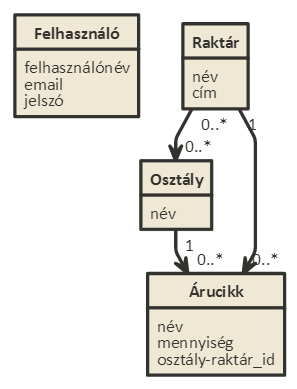 Felhasználó
felhasználónév
email
jelszó
Raktár
név
cím
0..*
1
0..*
Osztály
név
1
0..*
0..*
Árucikk
név
mennyiség
osztály-raktár_id